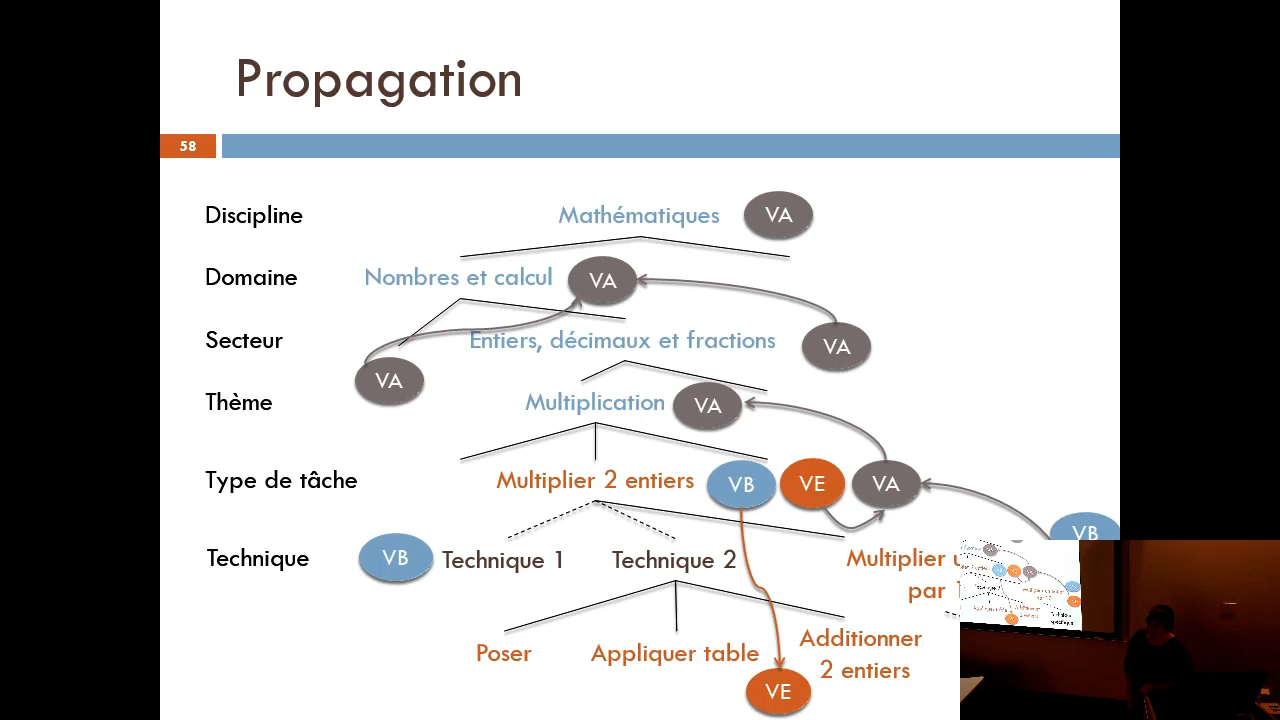 Propagation
58
Discipline Mathématiques VA
Domaine Nombres et calcul VA
Secteur Entiers, décimaux et fractions VA
VA
Thème Multiplication VA
Type de tâche Multiplier 2 entiers VB VE VA
VB
Technique VB Technique 1 Technique 2 Multiplier
par
Poser Appliquer table Additionner
2 entiers
VE